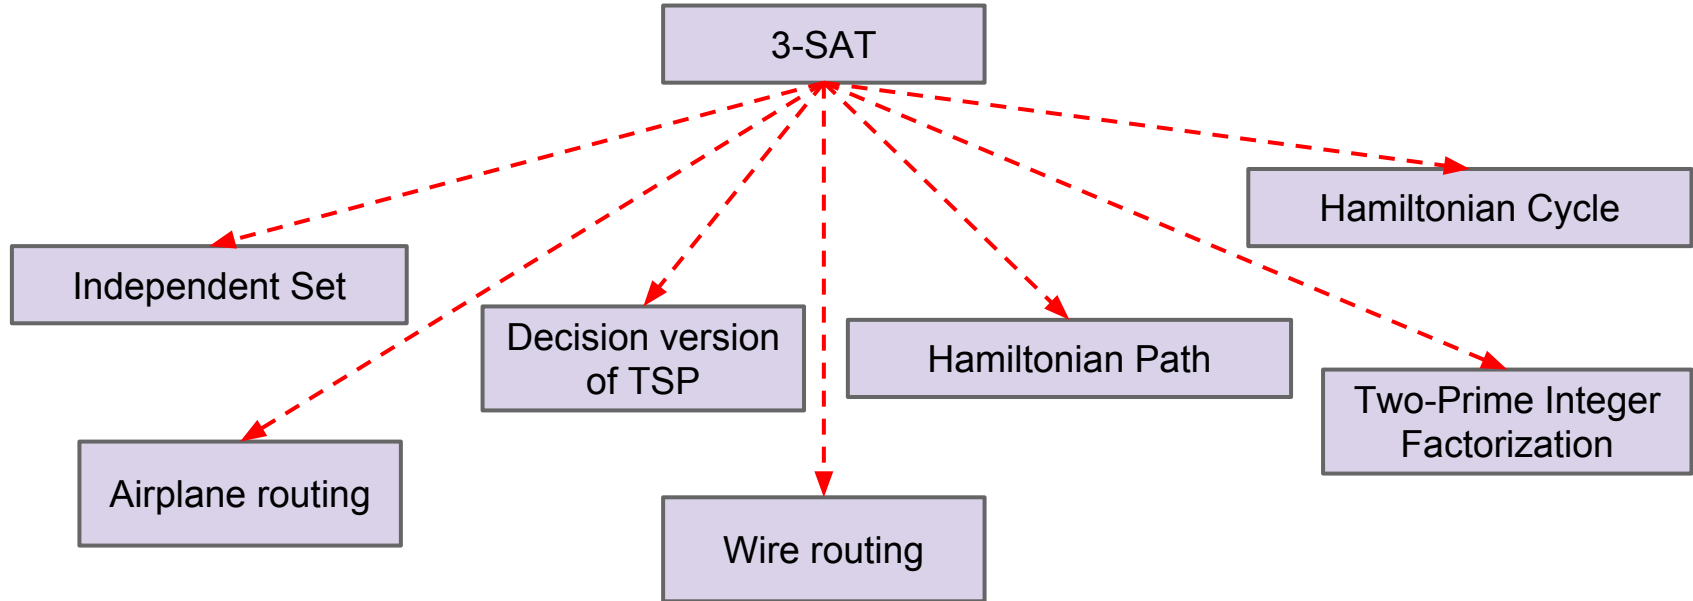 3-SAT
Hamiltonian Cycle
Independent Set
Decision version
of TSP
Hamiltonian Path
Two-Prime Integer
Factorization
Airplane routing
Wire routing